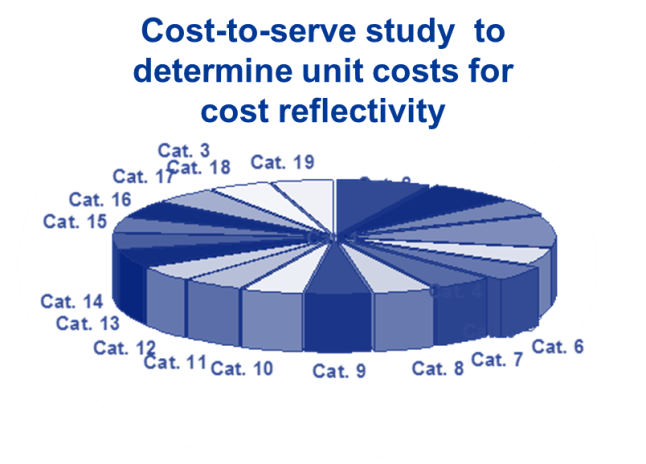 Cost-to-serve study to
determine unit costs for
cost reflectivity
Cat. 3
Cat. 17
Cat. 18
Cat. 19
Cat. 16
Cat. 15
Cat. 4
Cat. 14
Cat. 13
Cat. 12
Cat. 11
Cat. 10
Cat. 9
Cat. 8
Cat. 7
Cat. 6